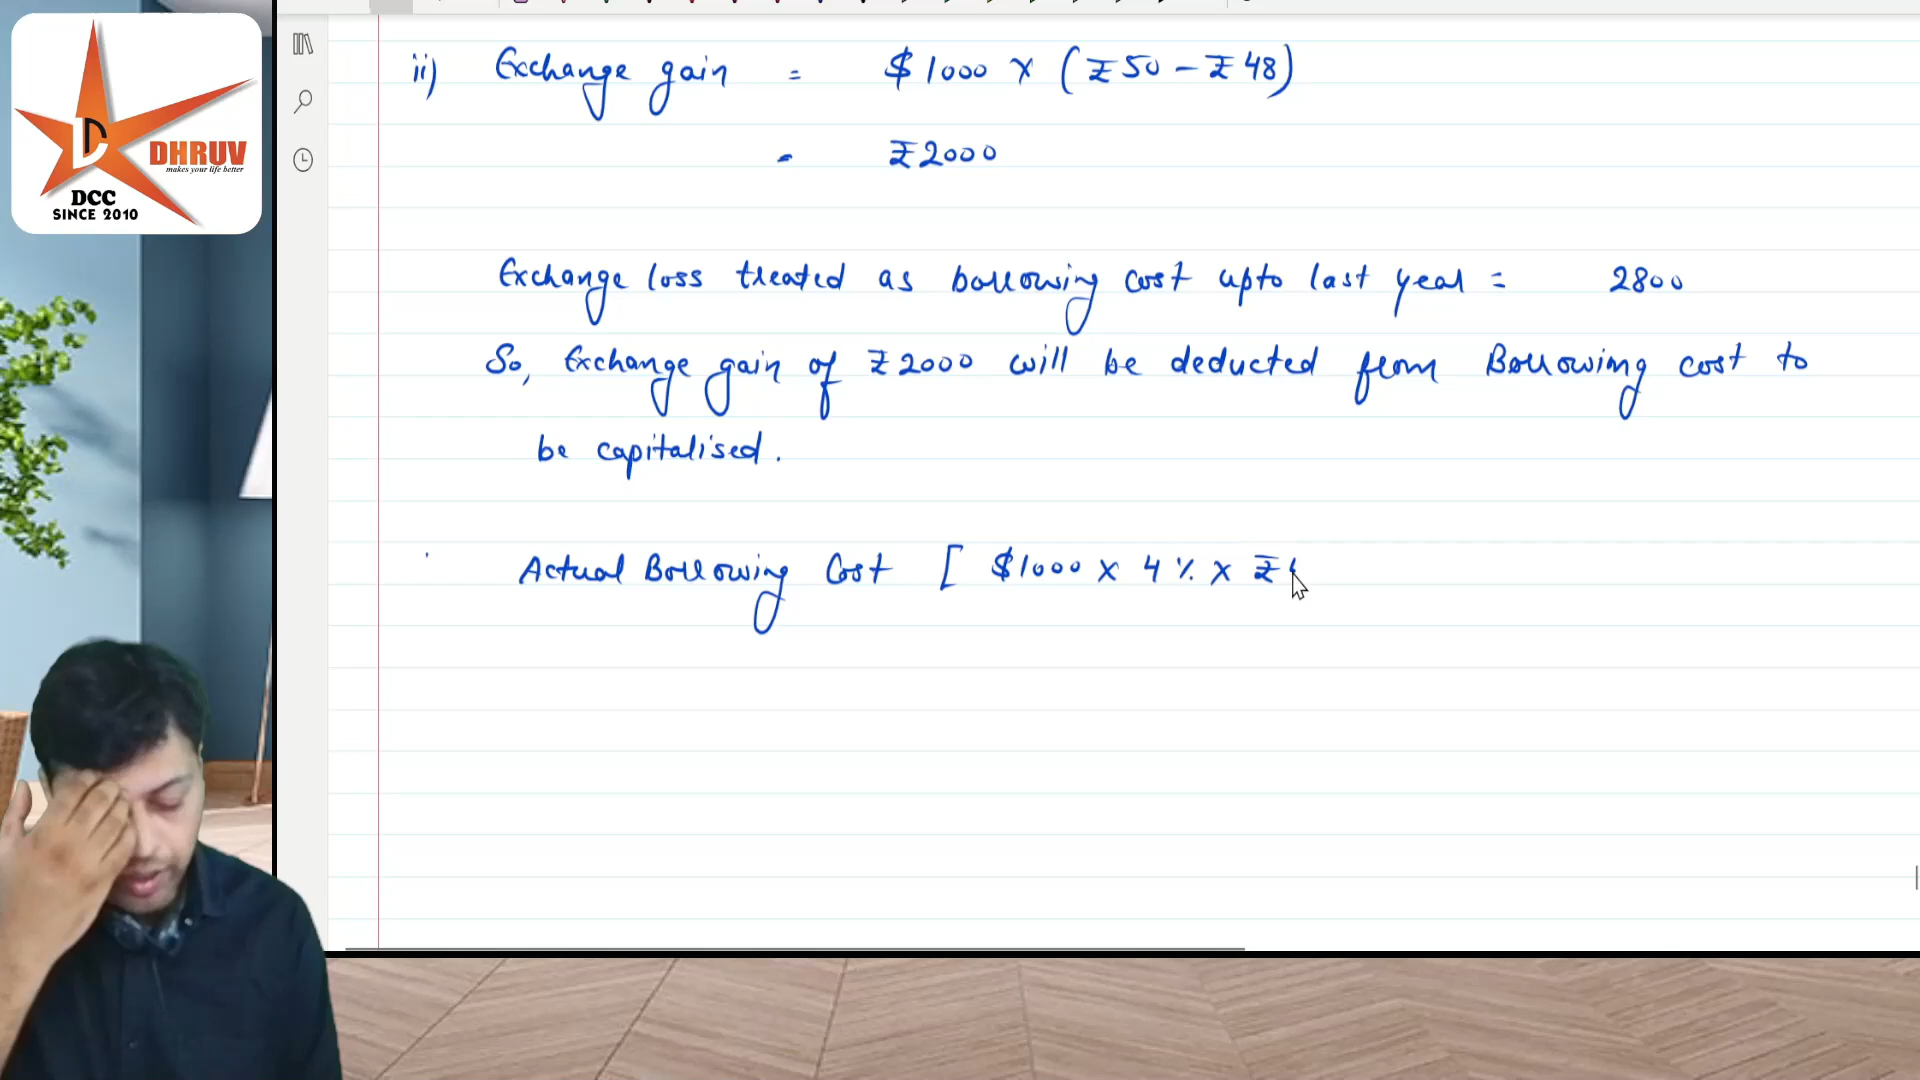 DC
DHRUV
makes your life better
DCC
SINCE 2010
ii) Exchange gain = $1000 × (₹50 - ₹48)
= ₹2000
Exchange loss treated as borrowing cost upto last year = 2800
So, Exchange gain of ₹2000 will be deducted from Borrowing cost to
be capitalised.
Actual Borrowing Cost [ $1000 × 4% × ₹